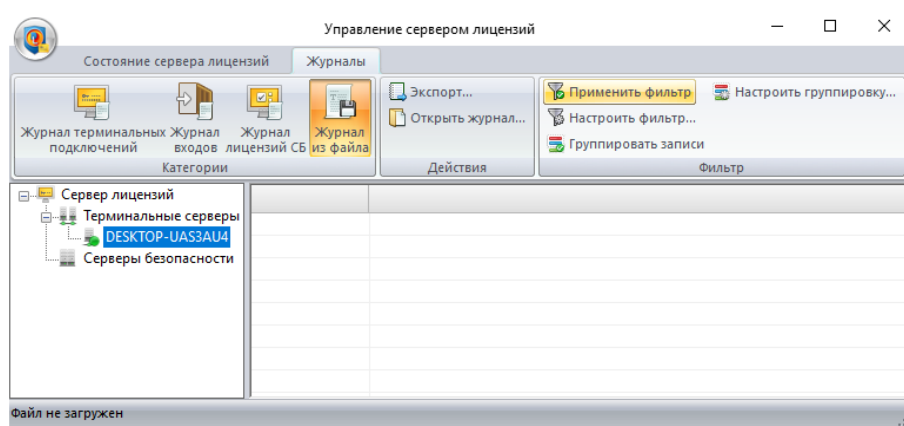 Управление сервером лицензий
Состояние сервера лицензий
Журналы
Журнал терминальных подключений
Журнал входов
Журнал лицензий СБ
Журнал из файла
Категории
Экспорт...
Открыть журнал...
Действия
Применить фильтр
Настроить фильтр...
Группировать записи
Настроить группировку...
Фильтр
Сервер лицензий
Терминальные серверы
DESKTOP-UAS3AU4
Серверы безопасности
Файл не загружен